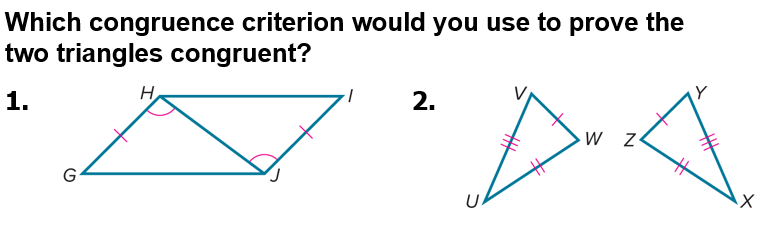 Which congruence criterion would you use to prove the
two triangles congruent?
1.
H
I
G
J
2.
V
W
U
Y
Z
X